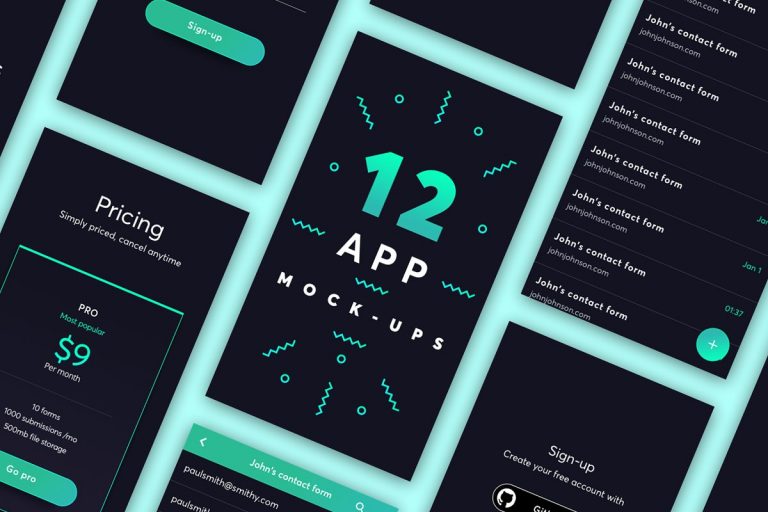 Sign-up
Pricing
Simply priced, cancel anytime
PRO
Most popular
$9
Per month
10 forms
1000 submissions /mo
500mb file storage
Go pro
12
APP
MOCK-UPS
John's contact form
paulsmith@smithy.com
John's contact form
johnjohnson.com
John's contact form
johnjohnson.com
John's contact form
johnjohnson.com
John's contact form
johnjohnson.com
John's contact form
johnjohnson.com
Jan 1
John's contact form
johnjohnson.com
01.37
John's contact form
johnjohnson.com
+
Sign-up
Create your free account with